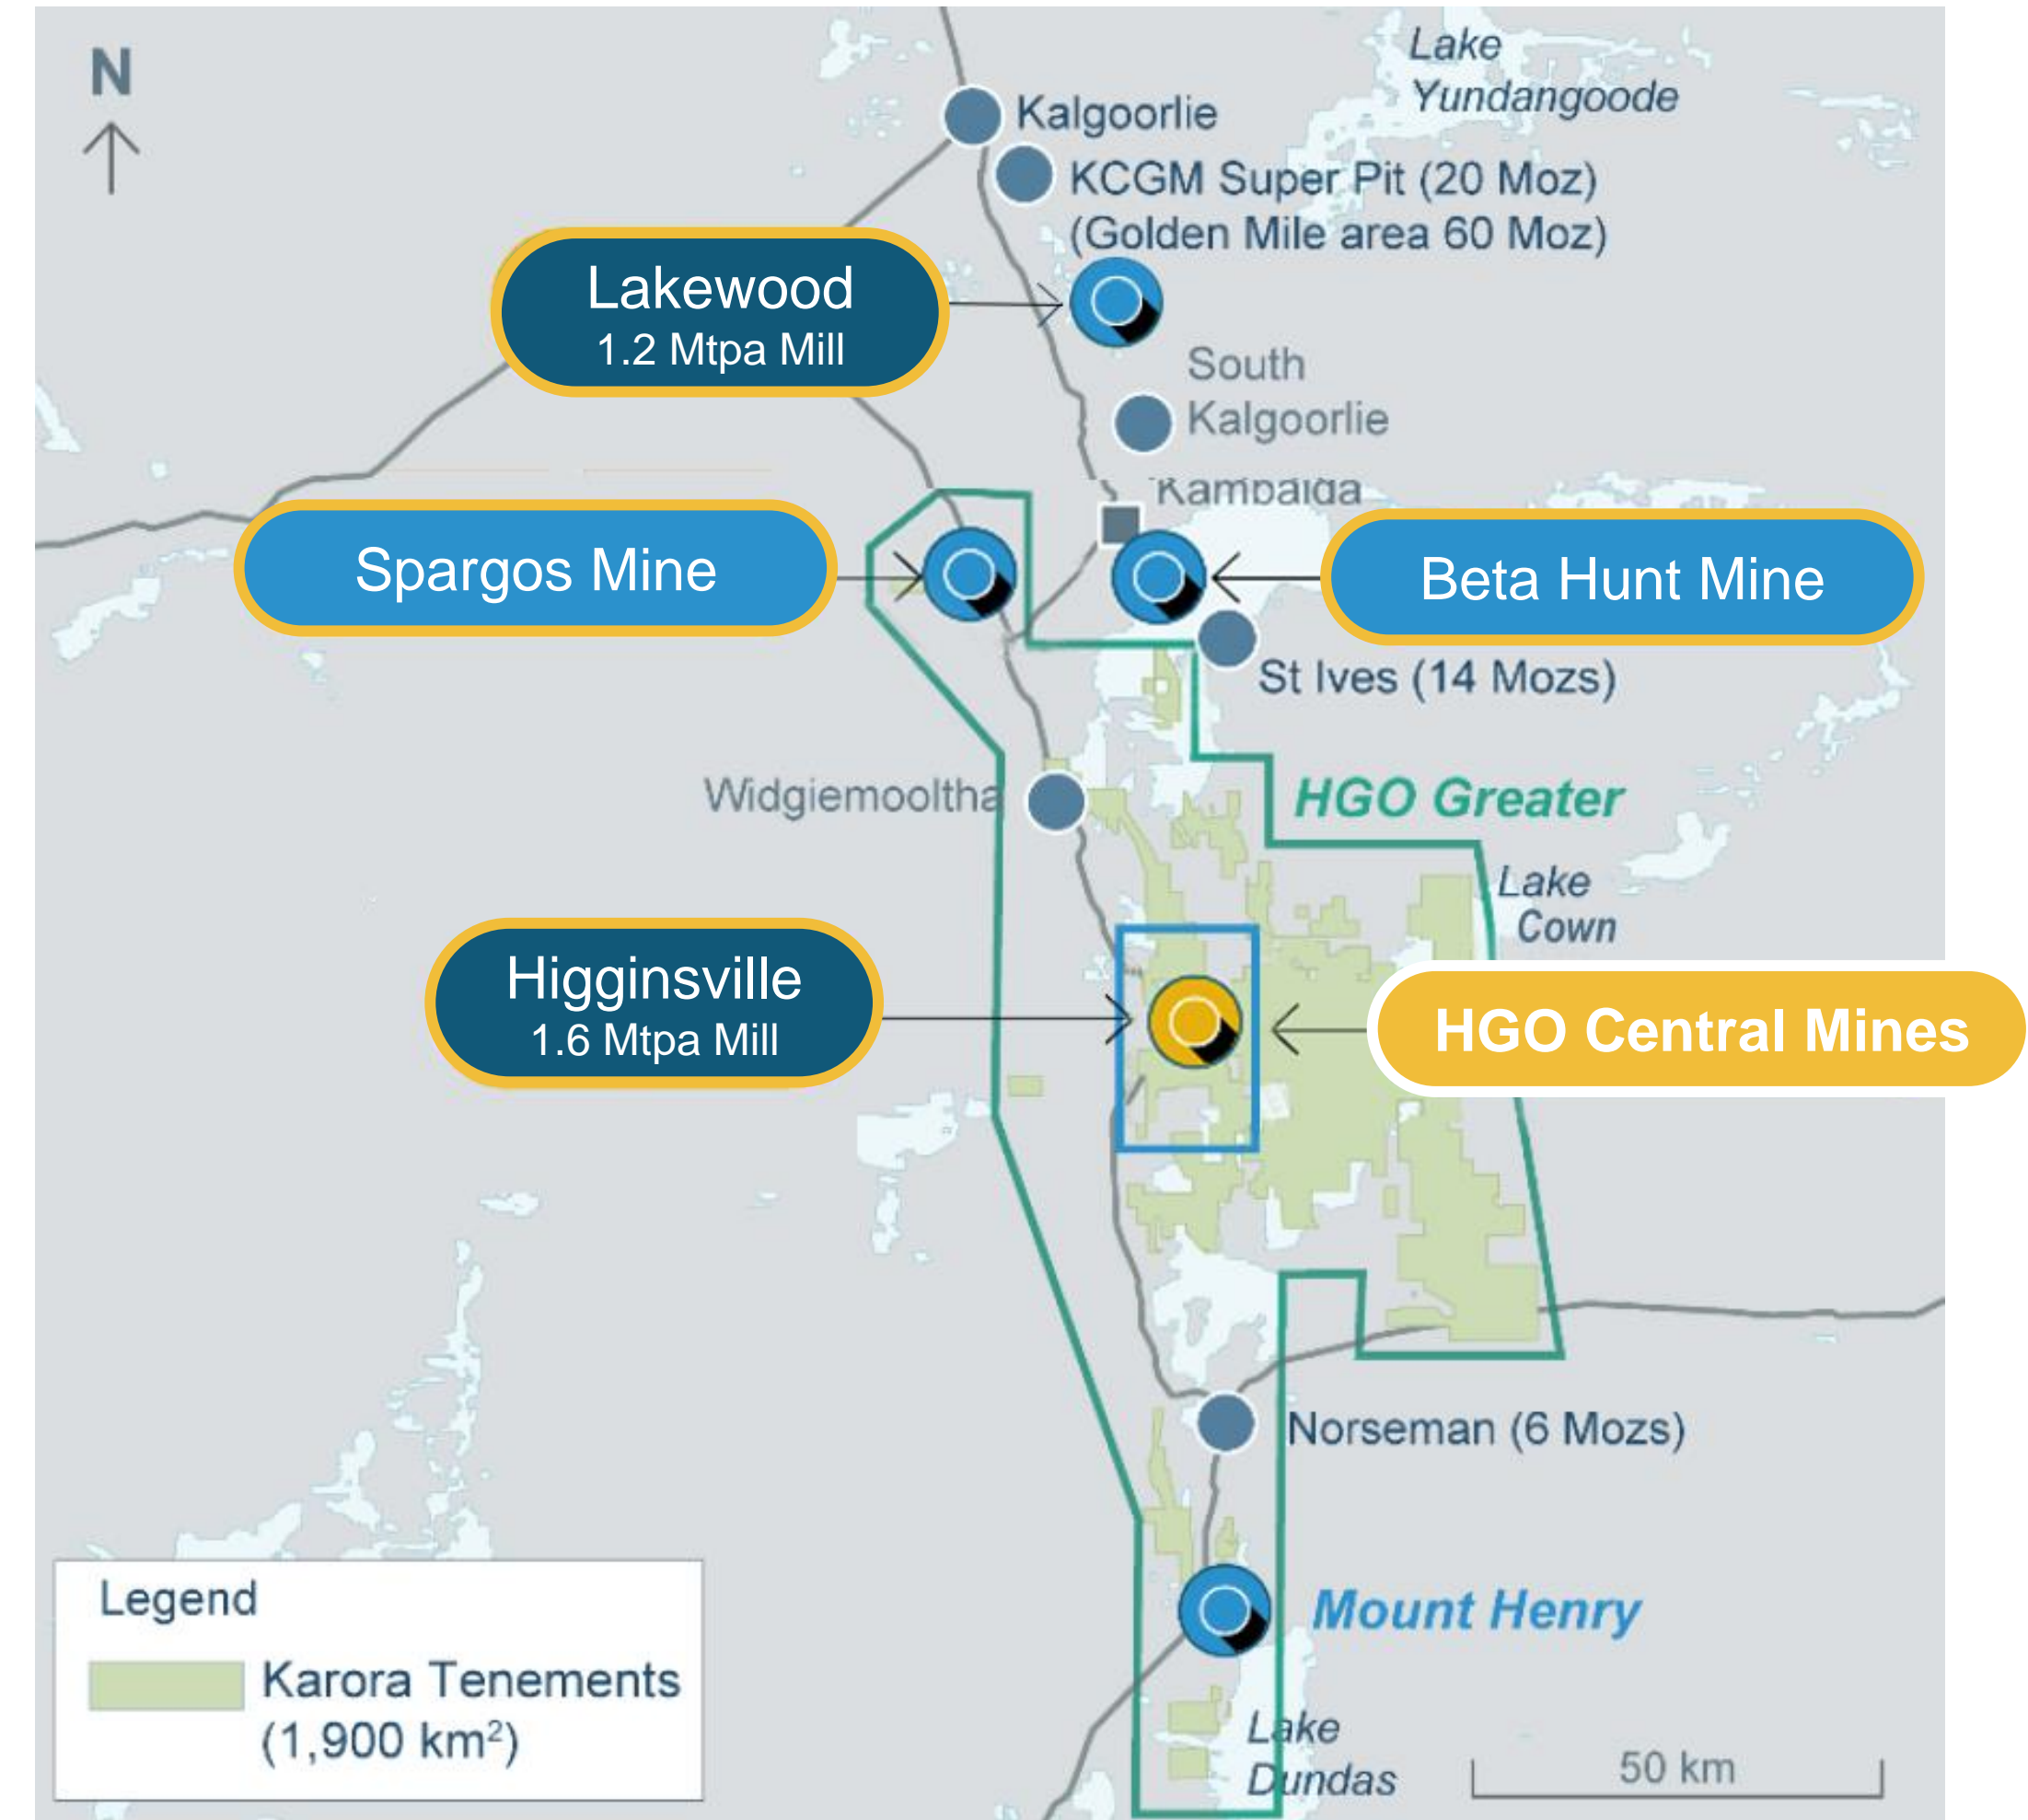 N
Lake
Yundangoode
Kalgoorlie
KCGM Super Pit (20 Moz)
(Golden Mile area 60 Moz)
Lakewood
1.2 Mtpa Mill
South
Kalgoorlie
Kambalda
Spargos Mine
Beta Hunt Mine
St Ives (14 Mozs)
Widgiemooltha
HGO Greater
Lake
Cown
Higginsville
1.6 Mtpa Mill
HGO Central Mines
Norseman (6 Mozs)
Mount Henry
Legend
Karora Tenements
(1,900 km²)
Lake
Dundas
50 km